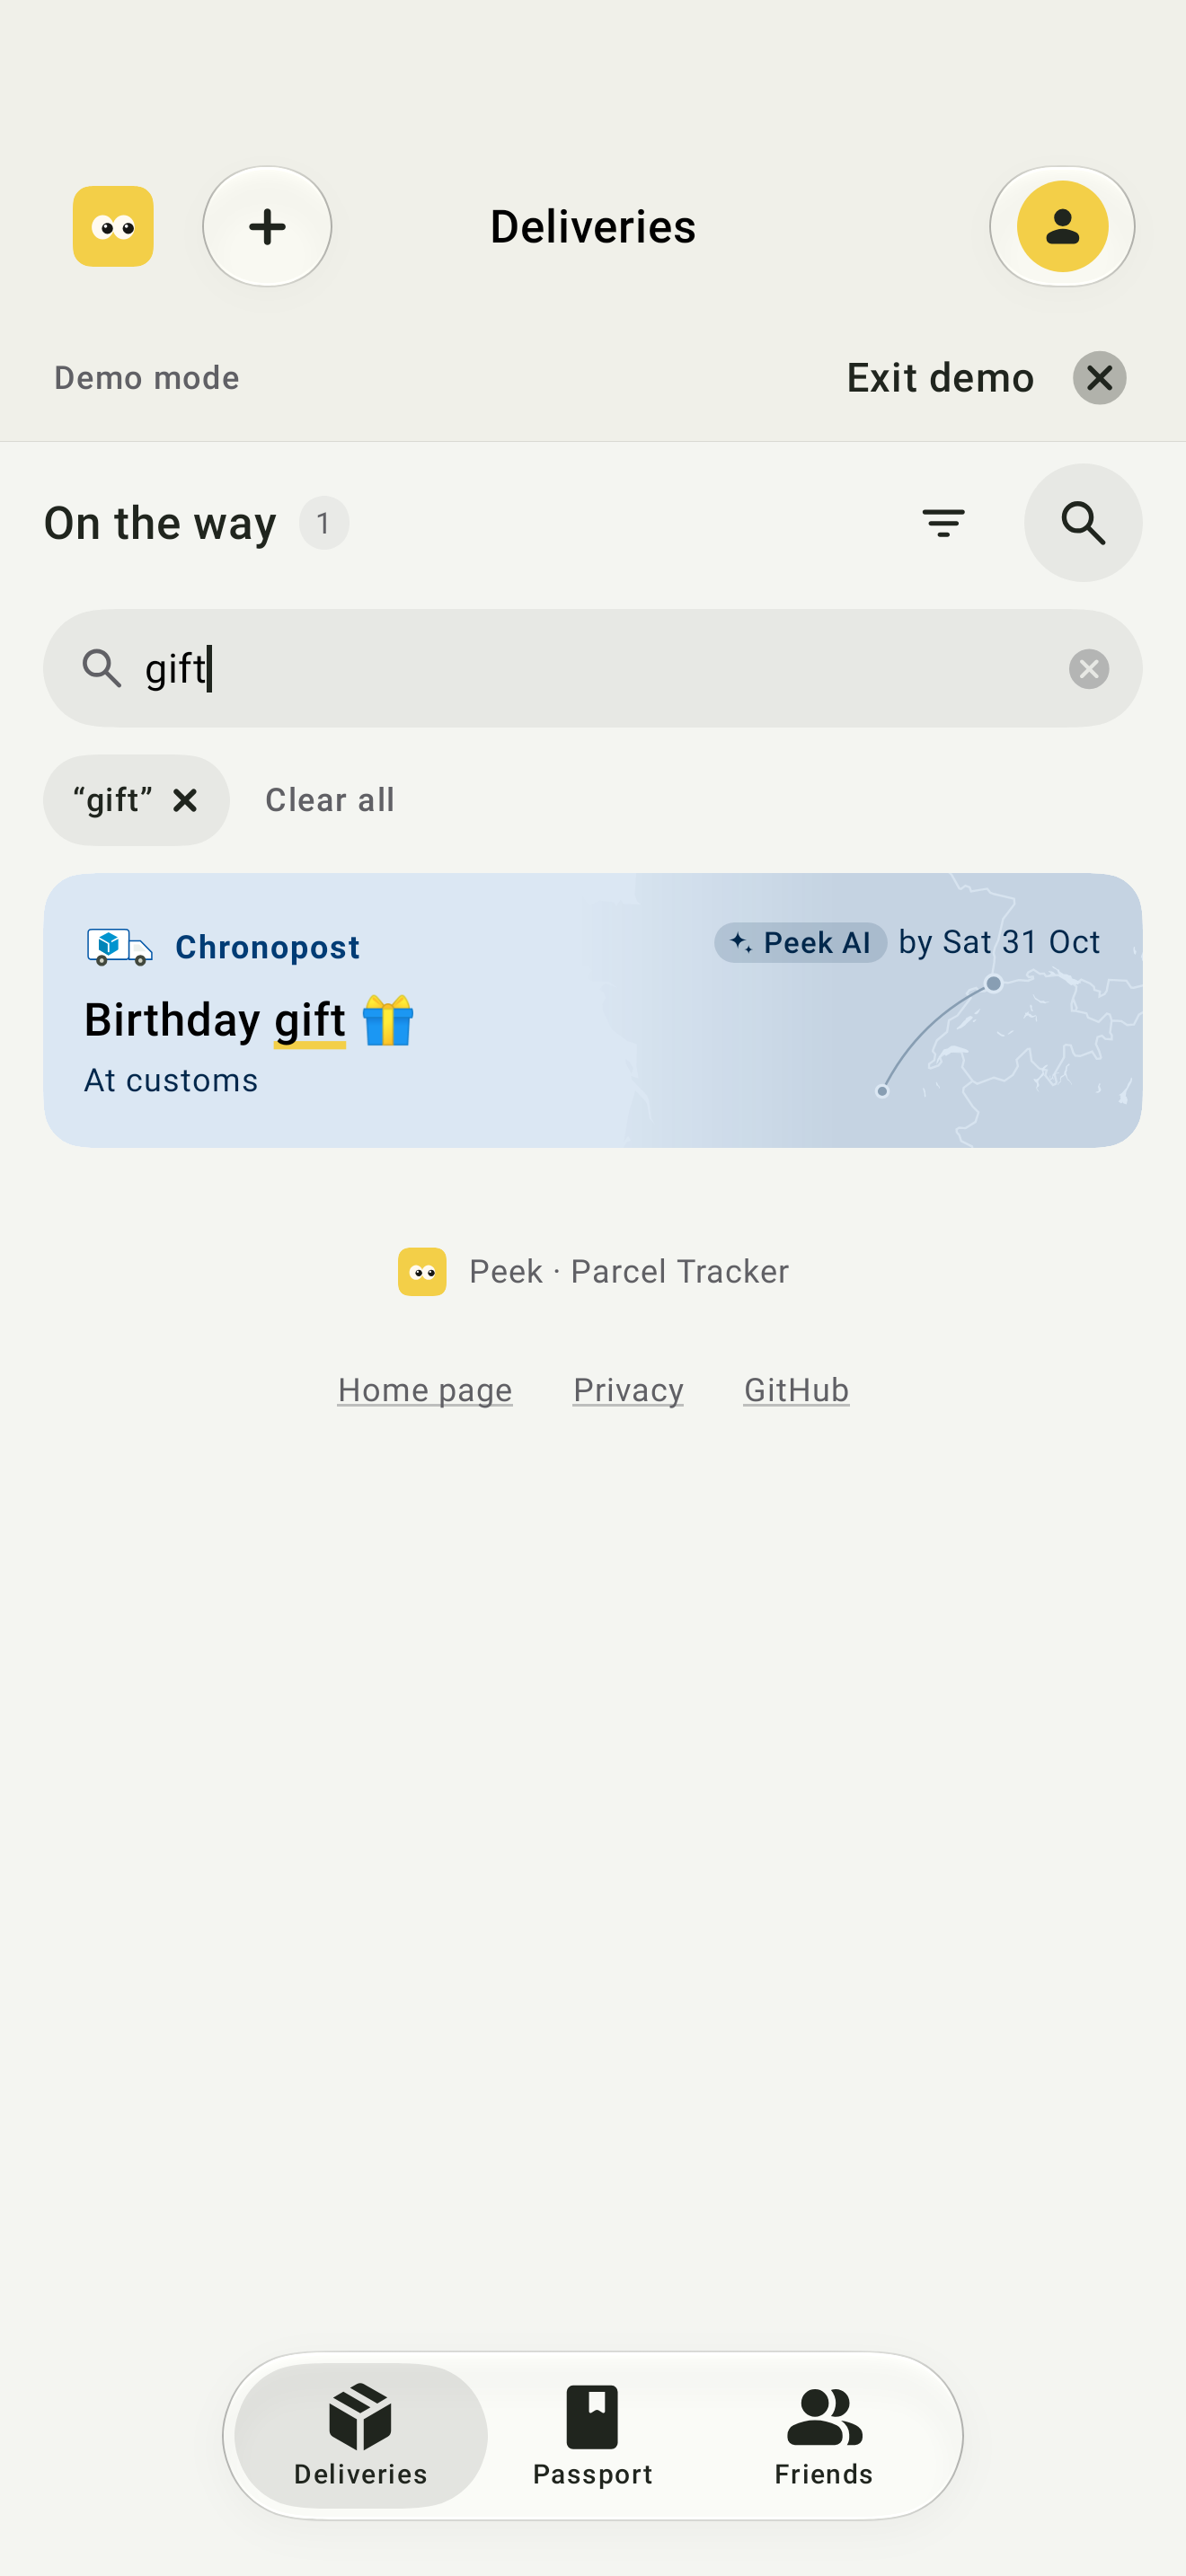 Deliveries
Demo mode
Exit demo
On the way 1
gift
“gift”
Clear all
Chronopost
Peek AI by Sat 31 Oct
Birthday gift 🎁
At customs
Peek · Parcel Tracker
Home page
Privacy
GitHub
Deliveries
Passport
Friends